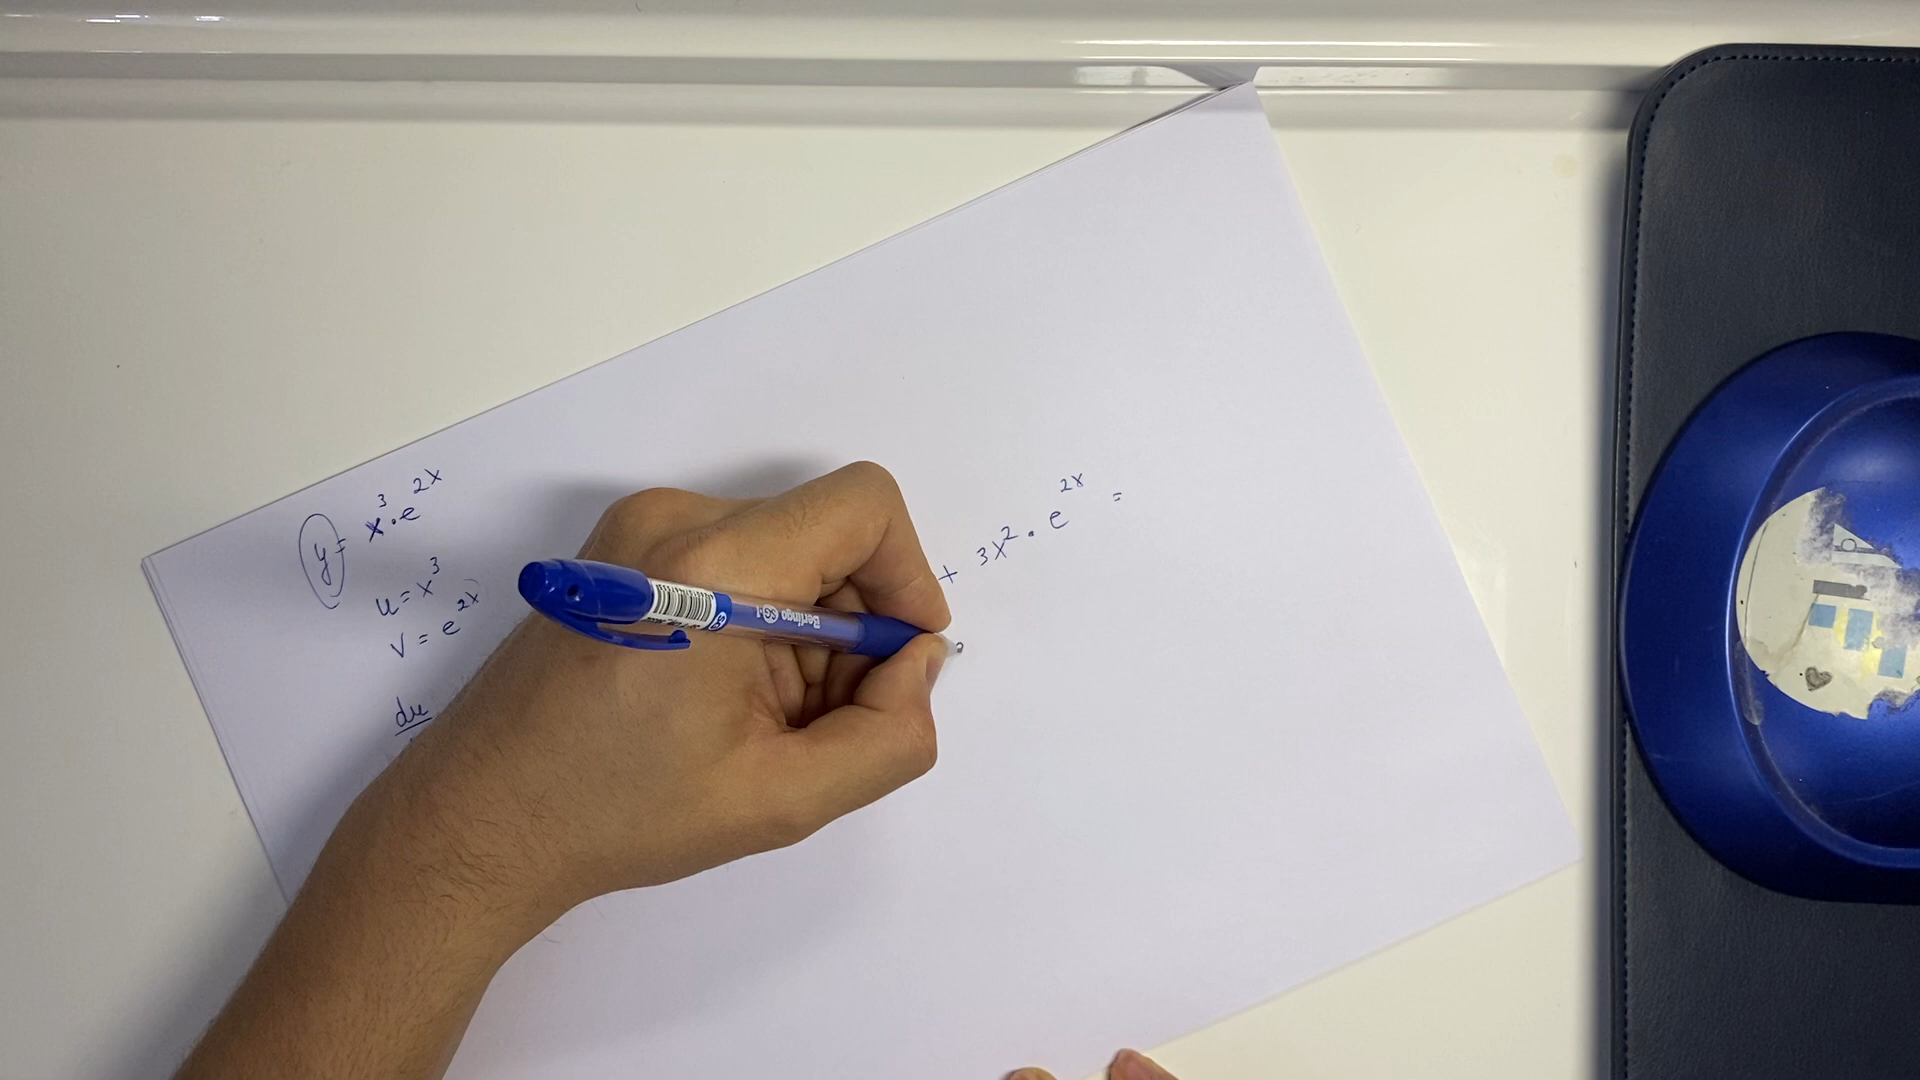 y = x³ · e²ˣ
u = x³
v = e²ˣ
du
+ 3x² · e²ˣ =
Berlingo